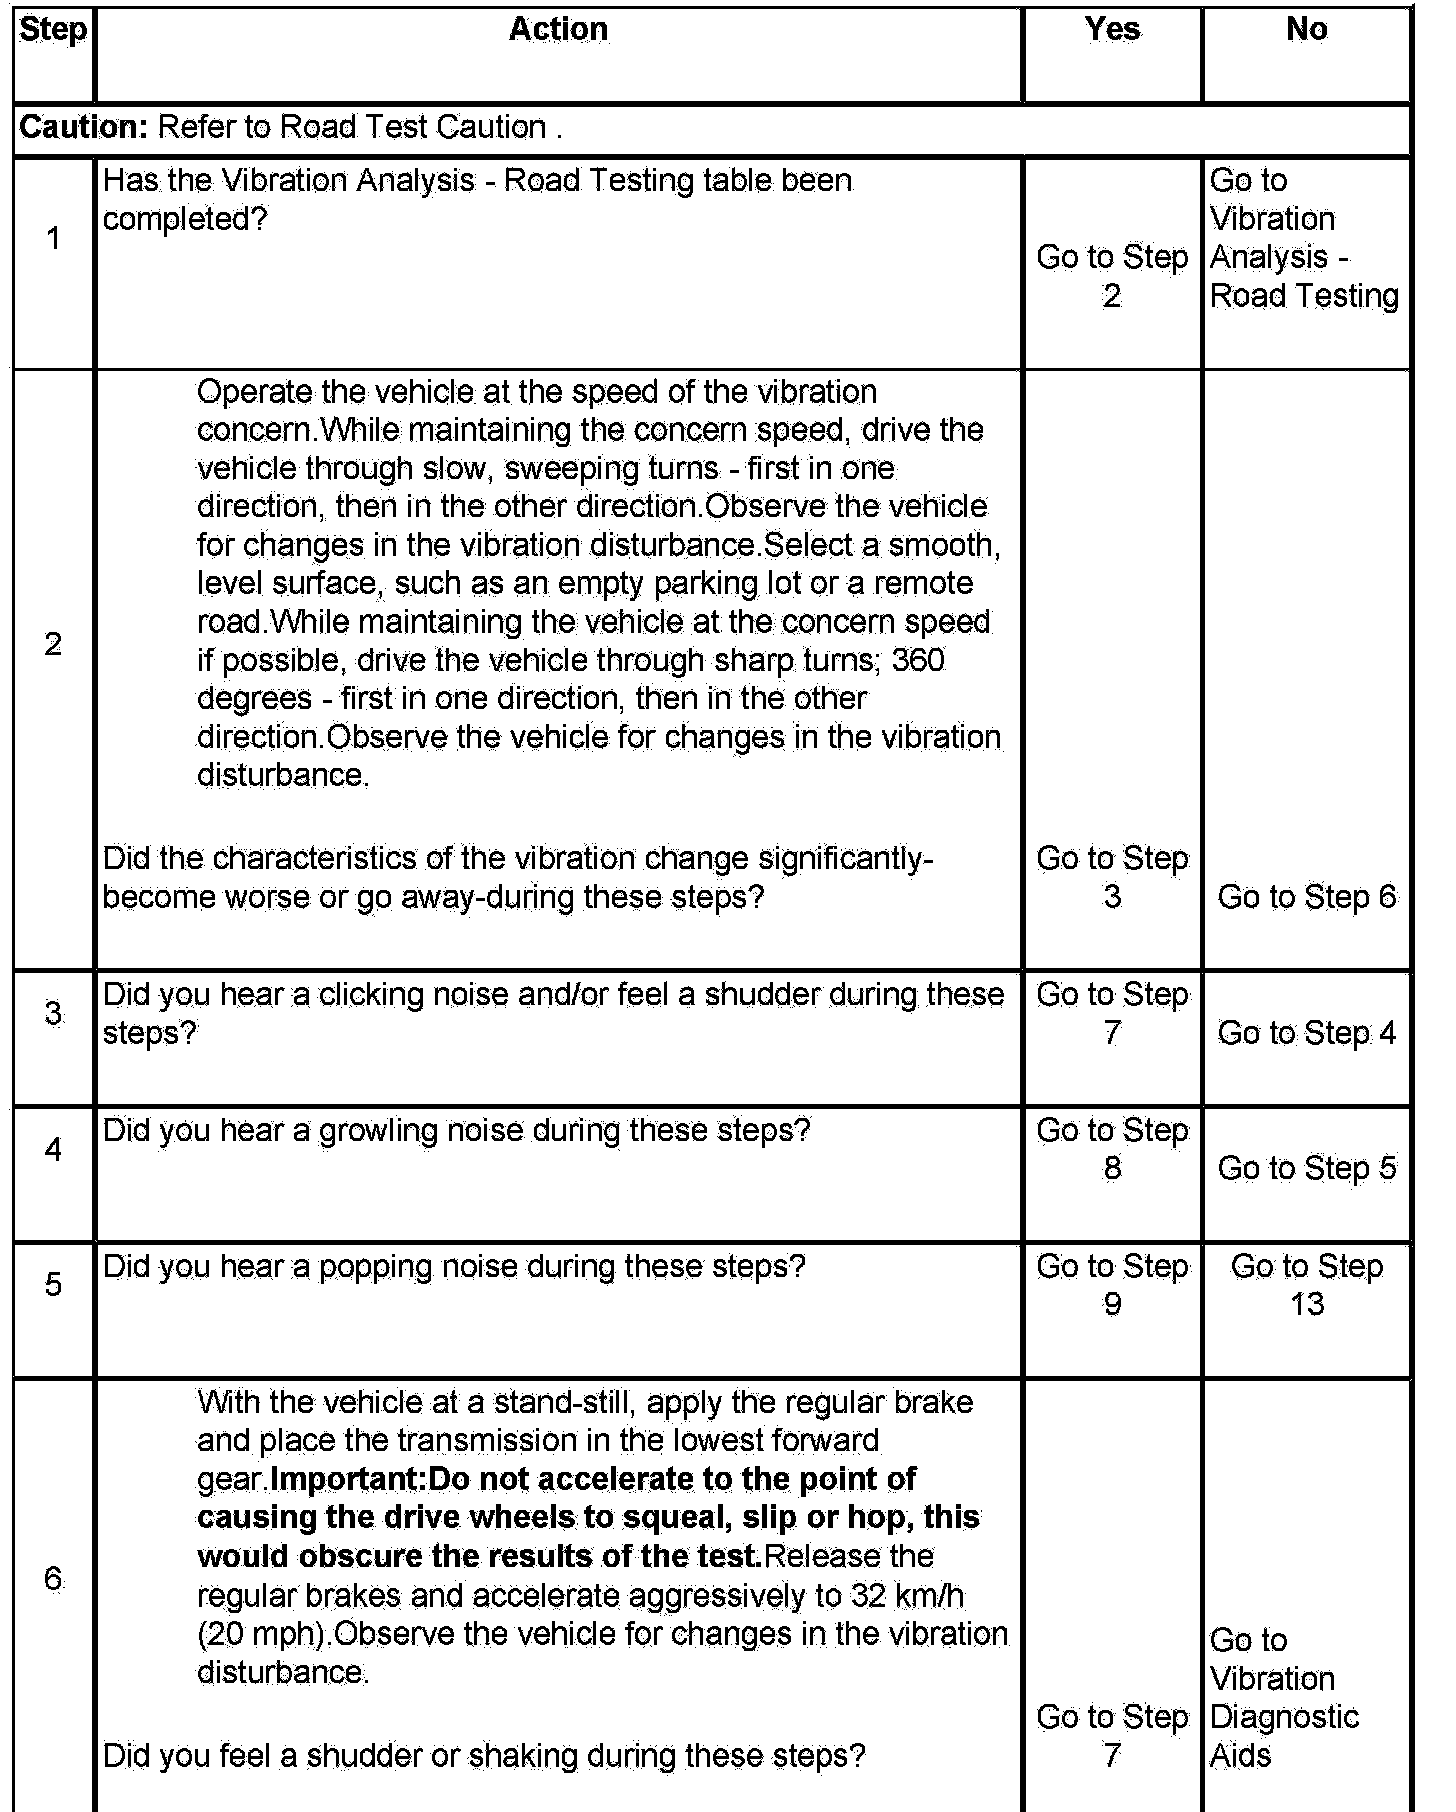 Step Action Yes No
Caution: Refer to Road Test Caution .
1
Has the Vibration Analysis - Road Testing table been
completed?
Go to Step
2
Go to
Vibration
Analysis -
Road Testing
2
Operate the vehicle at the speed of the vibration
concern.While maintaining the concern speed, drive the
vehicle through slow, sweeping turns - first in one
direction, then in the other direction.Observe the vehicle
for changes in the vibration disturbance.Select a smooth,
level surface, such as an empty parking lot or a remote
road.While maintaining the vehicle at the concern speed
if possible, drive the vehicle through sharp turns; 360
degrees - first in one direction, then in the other
direction.Observe the vehicle for changes in the vibration
disturbance.
Did the characteristics of the vibration change significantly-
become worse or go away-during these steps?
Go to Step
3
Go to Step 6
3
Did you hear a clicking noise and/or feel a shudder during these
steps?
Go to Step
7
Go to Step 4
4
Did you hear a growling noise during these steps?
Go to Step
8
Go to Step 5
5
Did you hear a popping noise during these steps?
Go to Step
9
Go to Step
13
6
With the vehicle at a stand-still, apply the regular brake
and place the transmission in the lowest forward
gear.Important:Do not accelerate to the point of
causing the drive wheels to squeal, slip or hop, this
would obscure the results of the test.Release the
regular brakes and accelerate aggressively to 32 km/h
(20 mph).Observe the vehicle for changes in the vibration
disturbance.
Did you feel a shudder or shaking during these steps?
Go to Step
7
Go to
Vibration
Diagnostic
Aids